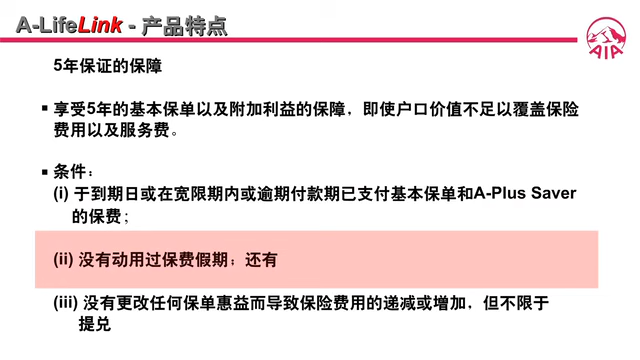 A-LifeLink - 产品特点
AIA
5年保证的保障
▪ 享受5年的基本保单以及附加利益的保障，即使户口价值不足以覆盖保险
费用以及服务费。
▪ 条件：
(i) 于到期日或在宽限期内或逾期付款期已支付基本保单和A-Plus Saver
的保费；
(ii) 没有动用过保费假期；还有
(iii) 没有更改任何保单惠益而导致保险费用的递减或增加，但不限于
提兑